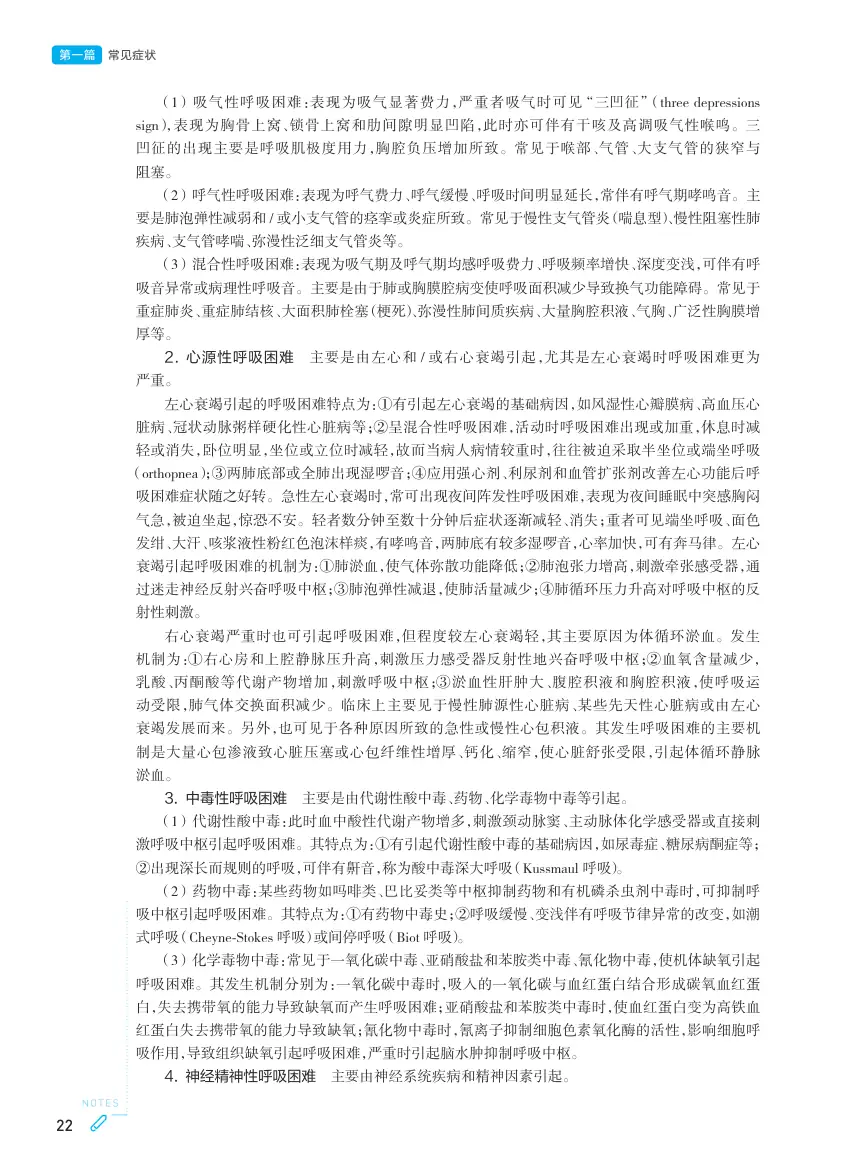 第一篇 常见症状
(1)吸气性呼吸困难:表现为吸气显著费力,严重者吸气时可见“三凹征”(three depressions
sign),表现为胸骨上窝、锁骨上窝和肋间隙明显凹陷,此时亦可伴有干咳及高调吸气性喉鸣。三
凹征的出现主要是呼吸肌极度用力,胸腔负压增加所致。常见于喉部、气管、大支气管的狭窄与
阻塞。
(2)呼气性呼吸困难:表现为呼气费力、呼气缓慢、呼吸时间明显延长,常伴有呼气期哮鸣音。主
要是肺泡弹性减弱和/或小支气管的痉挛或炎症所致。常见于慢性支气管炎(喘息型)、慢性阻塞性肺
疾病、支气管哮喘、弥漫性泛细支气管炎等。
(3)混合性呼吸困难:表现为吸气期及呼气期均感呼吸费力、呼吸频率增快、深度变浅,可伴有呼
吸音异常或病理性呼吸音。主要是由于肺或胸膜腔病变使呼吸面积减少导致换气功能障碍。常见于
重症肺炎、重症肺结核、大面积肺栓塞(梗死)、弥漫性肺间质疾病、大量胸腔积液、气胸、广泛性胸膜增
厚等。
2. 心源性呼吸困难 主要是由左心和/或右心衰竭引起,尤其是左心衰竭时呼吸困难更为
严重。
左心衰竭引起的呼吸困难特点为:①有引起左心衰竭的基础病因,如风湿性心瓣膜病、高血压心
脏病、冠状动脉粥样硬化性心脏病等;②呈混合性呼吸困难,活动时呼吸困难出现或加重,休息时减
轻或消失,卧位明显,坐位或立位时减轻,故而当病人病情较重时,往往被迫采取半坐位或端坐呼吸
(orthopnea);③两肺底部或全肺出现湿啰音;④应用强心剂、利尿剂和血管扩张剂改善左心功能后呼
吸困难症状随之好转。急性左心衰竭时,常可出现夜间阵发性呼吸困难,表现为夜间睡眠中突感胸闷
气急,被迫坐起,惊恐不安。轻者数分钟至数十分钟后症状逐渐减轻、消失;重者可见端坐呼吸、面色
发绀、大汗、咳浆液性粉红色泡沫样痰,有哮鸣音,两肺底有较多湿啰音,心率加快,可有奔马律。左心
衰竭引起呼吸困难的机制为:①肺淤血,使气体弥散功能降低;②肺泡张力增高,刺激牵张感受器,通
过迷走神经反射兴奋呼吸中枢;③肺泡弹性减退,使肺活量减少;④肺循环压力升高对呼吸中枢的反
射性刺激。
右心衰竭严重时也可引起呼吸困难,但程度较左心衰竭轻,其主要原因为体循环淤血。发生
机制为:①右心房和上腔静脉压升高,刺激压力感受器反射性地兴奋呼吸中枢;②血氧含量减少,
乳酸、丙酮酸等代谢产物增加,刺激呼吸中枢;③淤血性肝肿大、腹腔积液和胸腔积液,使呼吸运
动受限,肺气体交换面积减少。临床上主要见于慢性肺源性心脏病、某些先天性心脏病或由左心
衰竭发展而来。另外,也可见于各种原因所致的急性或慢性心包积液。其发生呼吸困难的主要机
制是大量心包渗液致心脏压塞或心包纤维性增厚、钙化、缩窄,使心脏舒张受限,引起体循环静脉
淤血。
3. 中毒性呼吸困难 主要是由代谢性酸中毒、药物、化学毒物中毒等引起。
(1)代谢性酸中毒:此时血中酸性代谢产物增多,刺激颈动脉窦、主动脉体化学感受器或直接刺
激呼吸中枢引起呼吸困难。其特点为:①有引起代谢性酸中毒的基础病因,如尿毒症、糖尿病酮症等;
②出现深长而规则的呼吸,可伴有鼾音,称为酸中毒深大呼吸(Kussmaul 呼吸)。
(2)药物中毒:某些药物如吗啡类、巴比妥类等中枢抑制药物和有机磷杀虫剂中毒时,可抑制呼
吸中枢引起呼吸困难。其特点为:①有药物中毒史;②呼吸缓慢、变浅伴有呼吸节律异常的改变,如潮
式呼吸(Cheyne-Stokes 呼吸)或间停呼吸(Biot 呼吸)。
(3)化学毒物中毒:常见于一氧化碳中毒、亚硝酸盐和苯胺类中毒、氰化物中毒,使机体缺氧引起
呼吸困难。其发生机制分别为:一氧化碳中毒时,吸入的一氧化碳与血红蛋白结合形成碳氧血红蛋
白,失去携带氧的能力导致缺氧而产生呼吸困难;亚硝酸盐和苯胺类中毒时,使血红蛋白变为高铁血
红蛋白失去携带氧的能力导致缺氧;氰化物中毒时,氰离子抑制细胞色素氧化酶的活性,影响细胞呼
吸作用,导致组织缺氧引起呼吸困难,严重时引起脑水肿抑制呼吸中枢。
4. 神经精神性呼吸困难 主要由神经系统疾病和精神因素引起。
NOTES
22